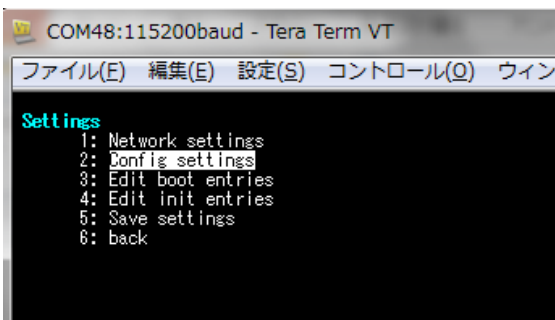 COM48:115200baud - Tera Term VT
ファイル(F) 編集(E) 設定(S) コントロール(O) ウィン
Settings
1: Network settings
2: Config settings
3: Edit boot entries
4: Edit init entries
5: Save settings
6: back